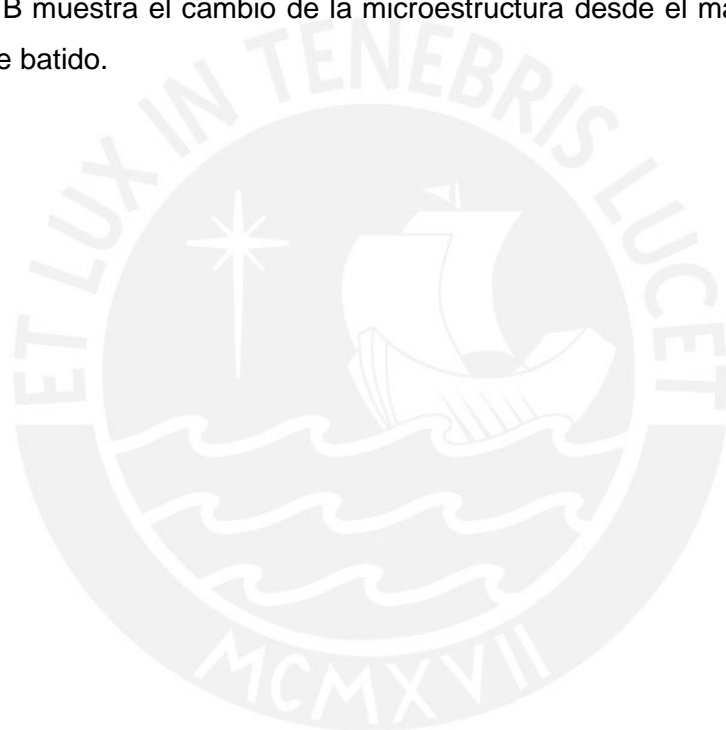 B muestra el cambio de la microestructura desde el ma
e batido.
ET LUX IN TENEBRIS LUCET
MCMXVII